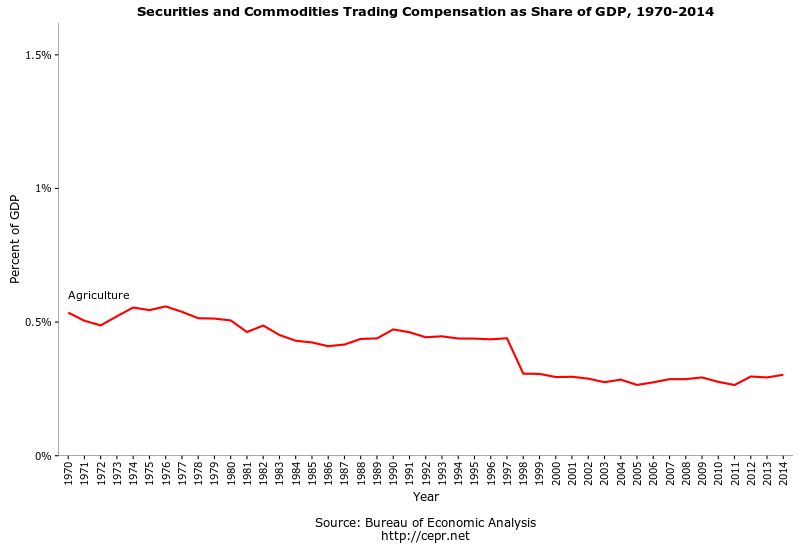 Securities and Commodities Trading Compensation as Share of GDP, 1970-2014
1.5%
1%
0.5%
0%
Percent of GDP
Agriculture
1970 1971 1972 1973 1974 1975 1976 1977 1978 1979 1980 1981 1982 1983 1984 1985 1986 1987 1988 1989 1990 1991 1992 1993 1994 1995 1996 1997 1998 1999 2000 2001 2002 2003 2004 2005 2006 2007 2008 2009 2010 2011 2012 2013 2014
Year
Source: Bureau of Economic Analysis
http://cepr.net